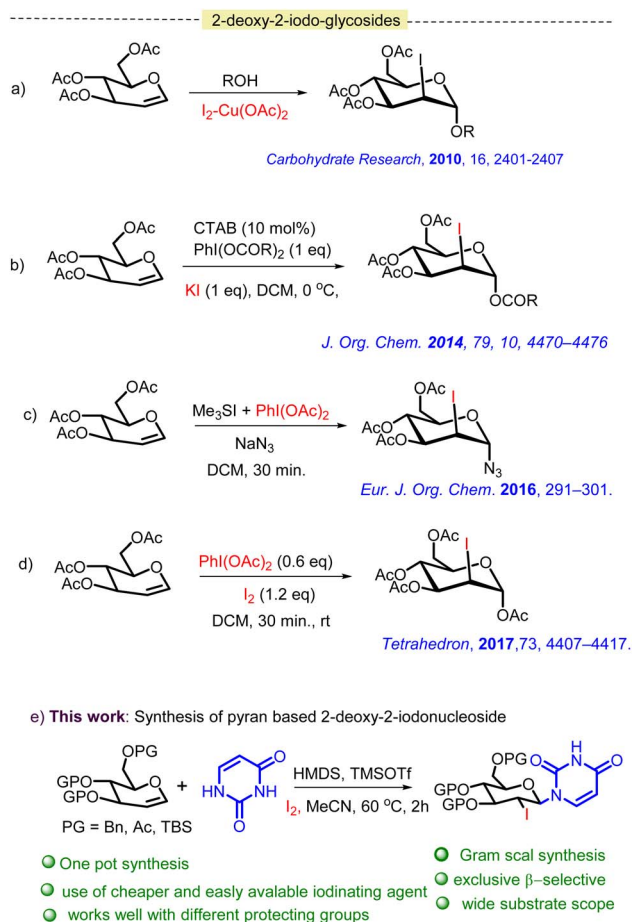 2-deoxy-2-iodo-glycosides
a)
OAc
AcO
AcO
O
ROH
I₂-Cu(OAc)₂
OAc
I
AcO
O
AcO
OR
Carbohydrate Research, 2010, 16, 2401-2407
b)
OAc
AcO
AcO
O
CTAB (10 mol%)
PhI(OCOR)₂ (1 eq)
KI (1 eq), DCM, 0 °C,
OAc
I
AcO
O
AcO
OCOR
J. Org. Chem. 2014, 79, 10, 4470–4476
c)
OAc
AcO
AcO
O
Me₃SI + PhI(OAc)₂
NaN₃
DCM, 30 min.
OAc
I
AcO
O
AcO
N₃
Eur. J. Org. Chem. 2016, 291–301.
d)
OAc
AcO
AcO
O
PhI(OAc)₂ (0.6 eq)
I₂ (1.2 eq)
DCM, 30 min., rt
OAc
I
AcO
O
AcO
OAc
Tetrahedron, 2017,73, 4407–4417.
e) This work: Synthesis of pyran based 2-deoxy-2-iodonucleoside
OPG
GPO
GPO
O
+
O
NH
NH
O
HMDS, TMSOTf
I₂, MeCN, 60 °C, 2h
OPG
GPO
GPO
O
I
O
H
N
O
N
PG = Bn, Ac, TBS
One pot synthesis
use of cheaper and easly avalable iodinating agent
works well with different protecting groups
Gram scal synthesis
exclusive β−selective
wide substrate scope